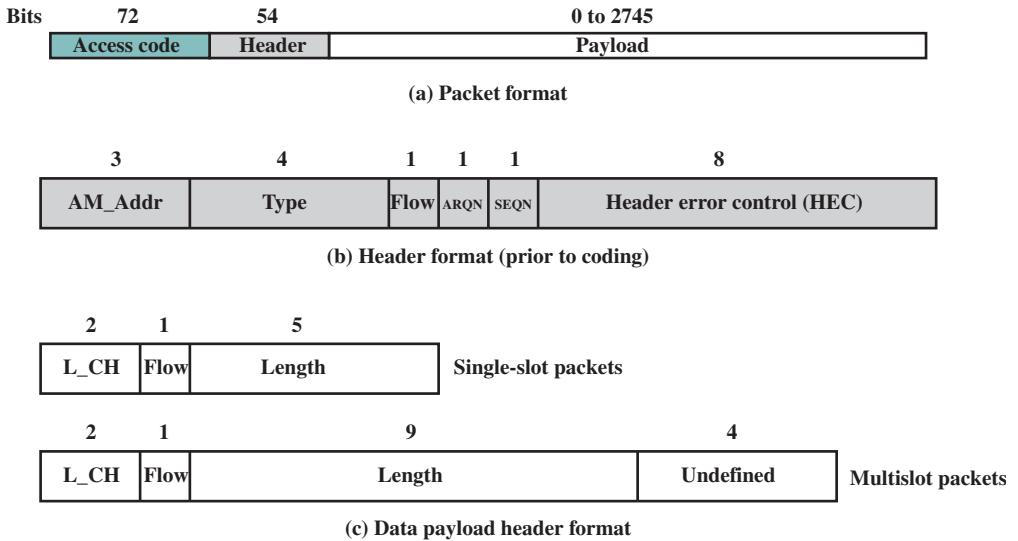 Bits 72 54 0 to 2745
Access code Header Payload
(a) Packet format
3 4 1 1 1 8
AM_Addr Type Flow ARQN SEQN Header error control (HEC)
(b) Header format (prior to coding)
2 1 5
L_CH Flow Length Single-slot packets
2 1 9 4
L_CH Flow Length Undefined Multislot packets
(c) Data payload header format